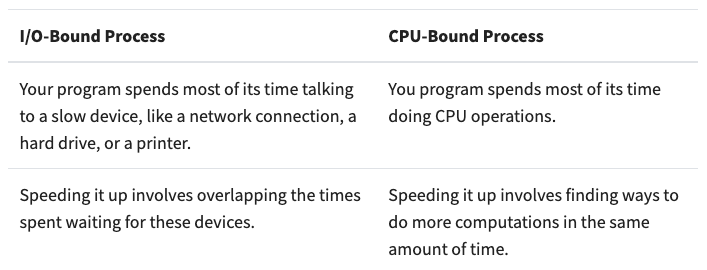 I/O-Bound Process
CPU-Bound Process
Your program spends most of its time talking
to a slow device, like a network connection, a
hard drive, or a printer.
You program spends most of its time
doing CPU operations.
Speeding it up involves overlapping the times
spent waiting for these devices.
Speeding it up involves finding ways to
do more computations in the same
amount of time.